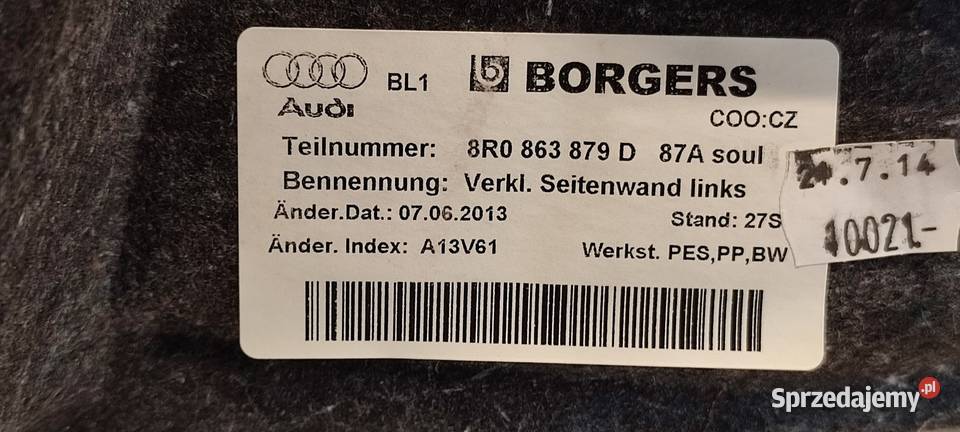 Audi BL1 BORGERS
COO:CZ
Teilnummer: 8R0 863 879 D 87A soul
Bennennung: Verkl. Seitenwand links
Änder.Dat.: 07.06.2013 Stand: 27S
Änder. Index: A13V61 Werkst. PES,PP,BW
.7.14
10021-
Sprzedajemy.pl